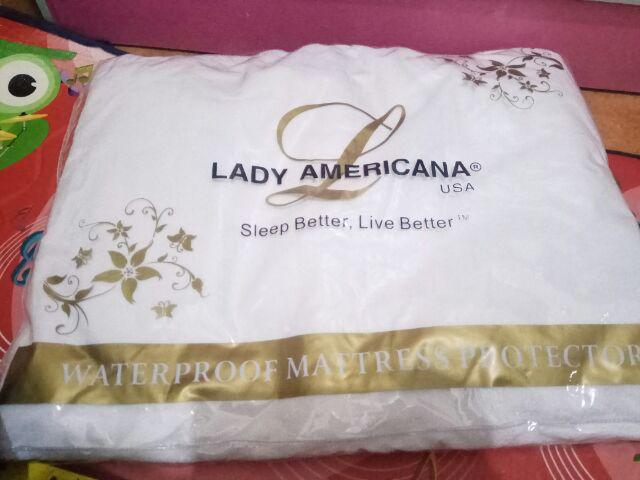 L
LADY AMERICANA®
USA
Sleep Better, Live Better™
WATERPROOF MATTRESS PROTECTOR